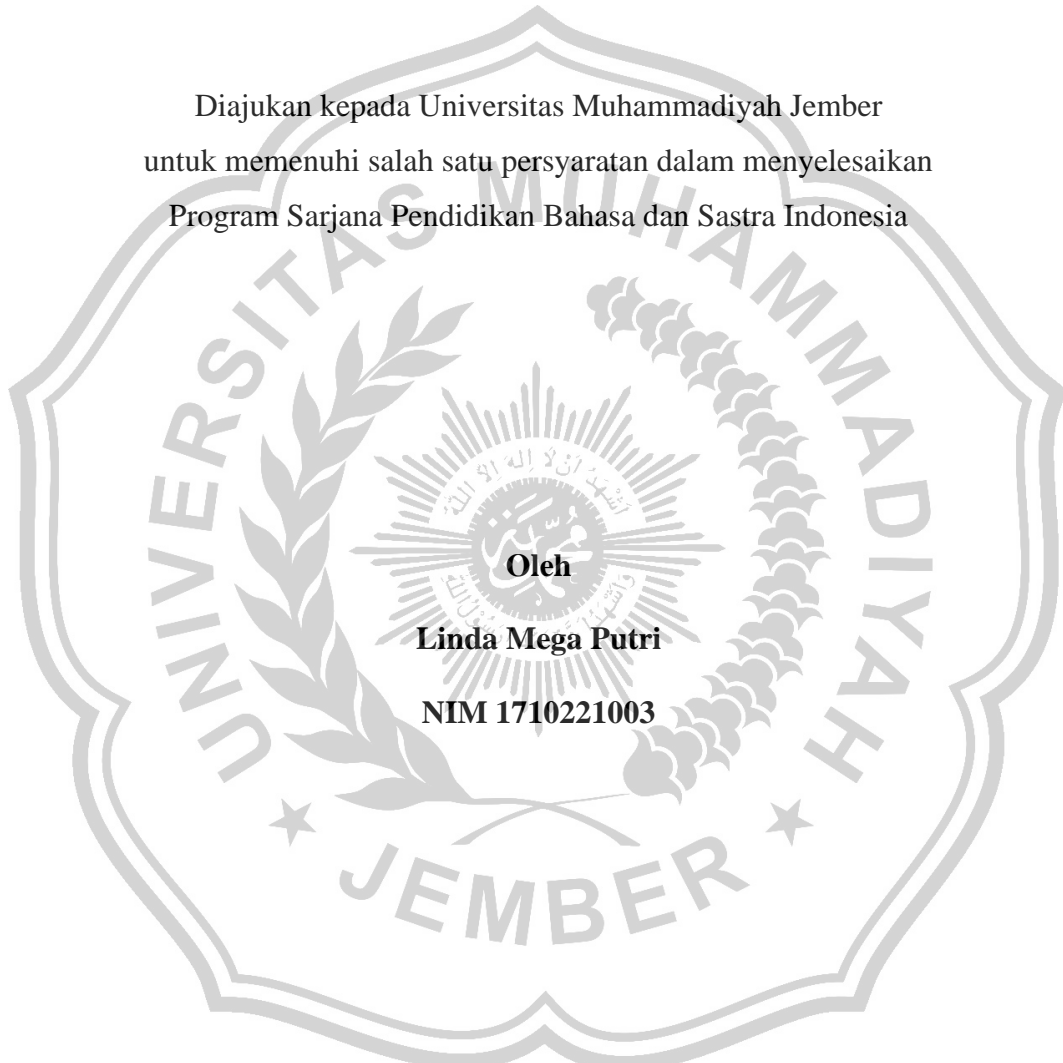 Diajukan kepada Universitas Muhammadiyah Jember
untuk memenuhi salah satu persyaratan dalam menyelesaikan
Program Sarjana Pendidikan Bahasa dan Sastra Indonesia
UNIVERSITAS MUHAMMADIYAH
Oleh
Linda Mega Putri
NIM 1710221003
JEMBER